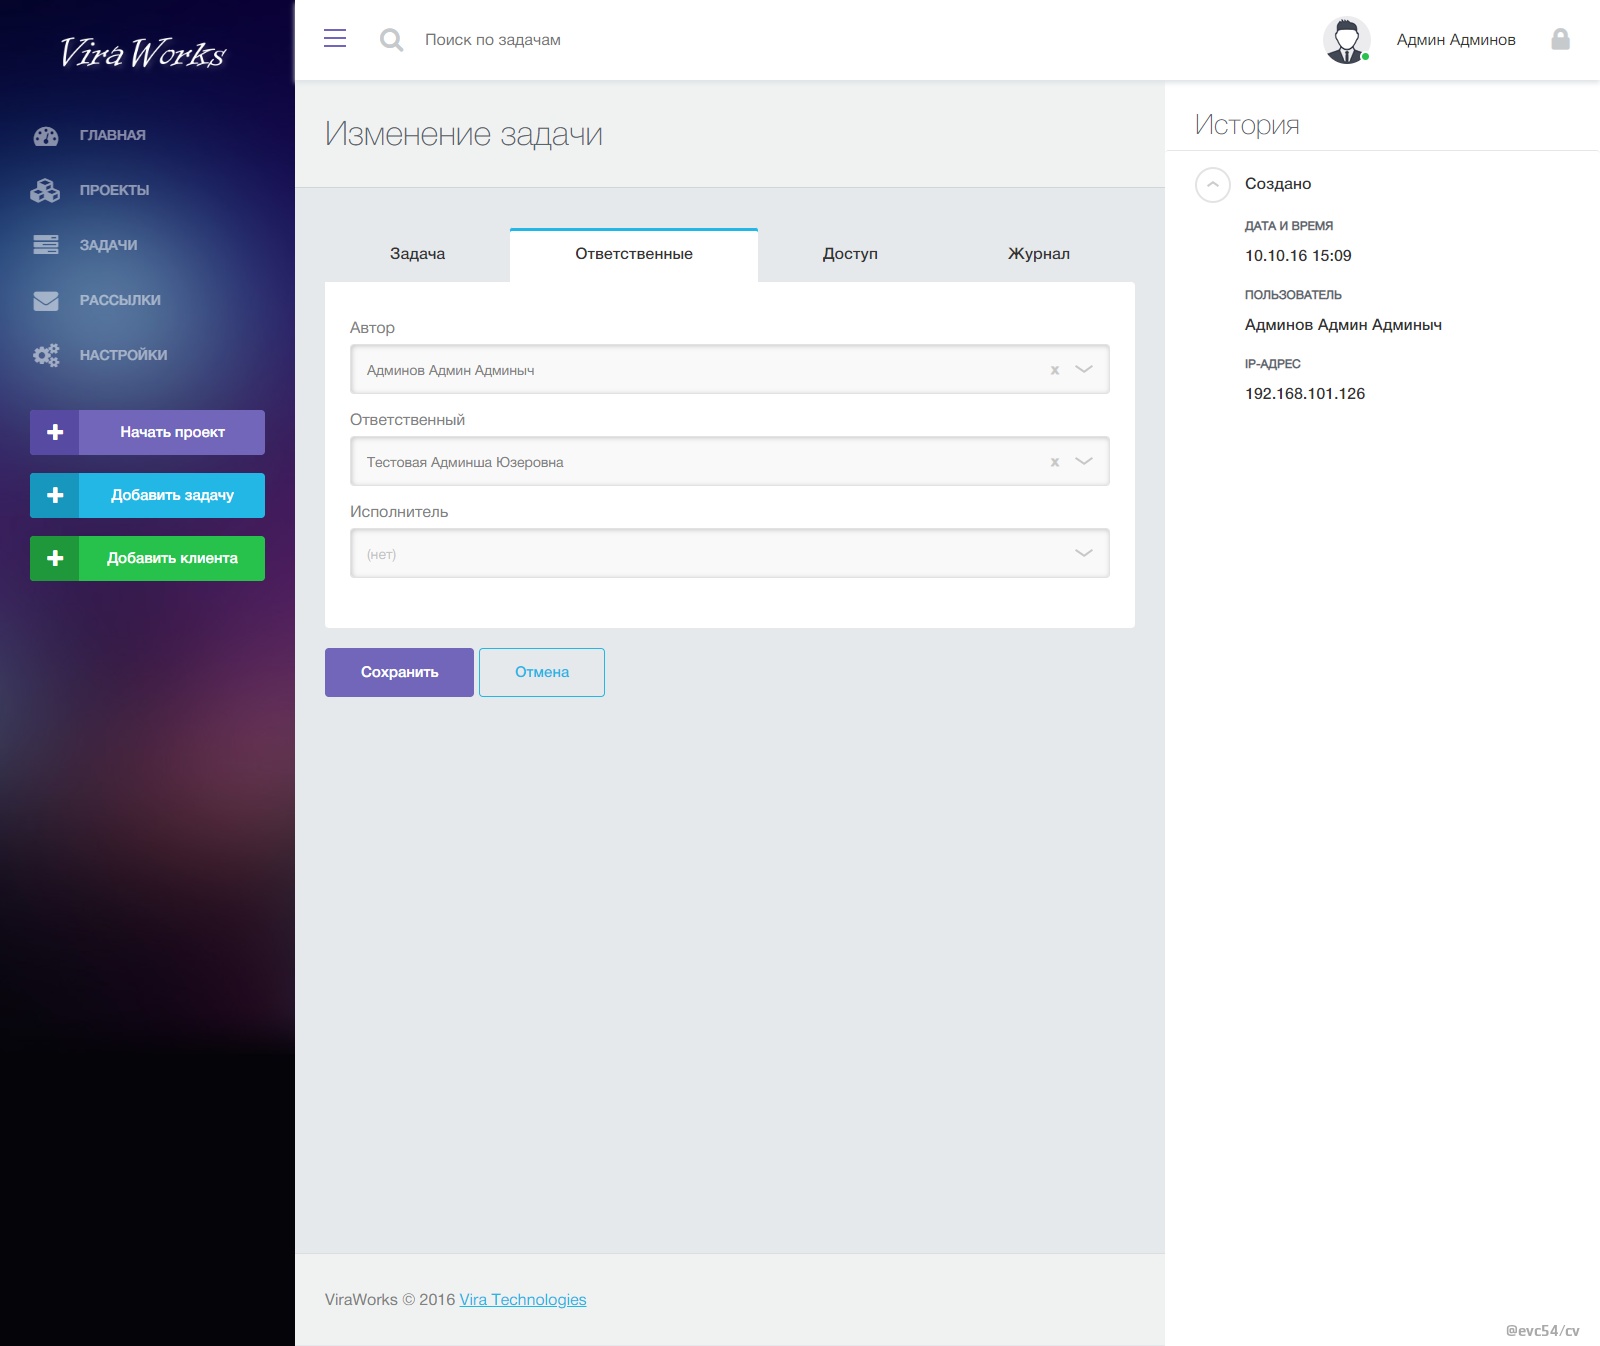 Vira Works
ГЛАВНАЯ
ПРОЕКТЫ
ЗАДАЧИ
РАССЫЛКИ
НАСТРОЙКИ
Начать проект
Добавить задачу
Добавить клиента
Поиск по задачам
Админ Админов
Изменение задачи
Задача
Ответственные
Доступ
Журнал
Автор
Админов Админ Админыч
x
Ответственный
Тестовая Админша Юзеровна
x
Исполнитель
(нет)
Сохранить
Отмена
История
Создано
ДАТА И ВРЕМЯ
10.10.16 15:09
ПОЛЬЗОВАТЕЛЬ
Админов Админ Админыч
IP-АДРЕС
192.168.101.126
ViraWorks © 2016 Vira Technologies
@evc54/cv